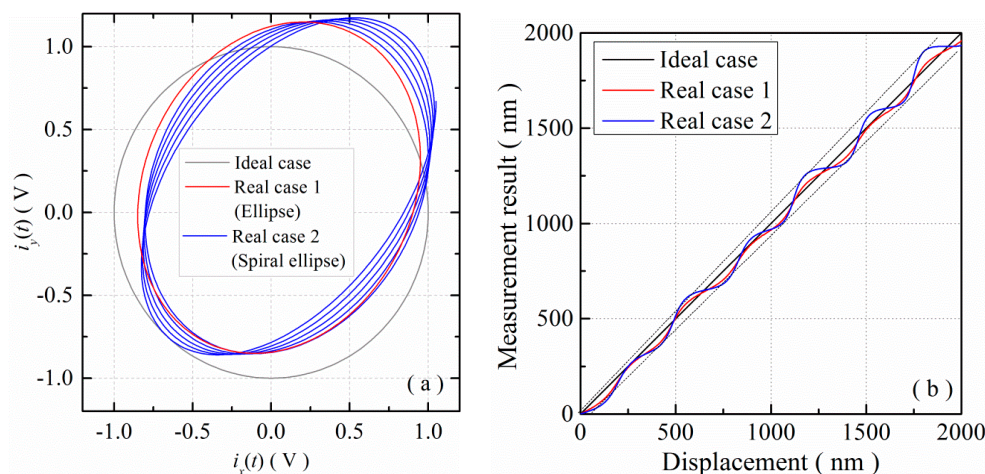 1.0
0.5
0.0
-0.5
-1.0
i_y(t) (V)
Ideal case
Real case 1
(Ellipse)
Real case 2
(Spiral ellipse)
( a )
-1.0 -0.5 0.0 0.5 1.0
i_x(t) (V)
2000
1500
1000
500
0
Measurement result ( nm )
Ideal case
Real case 1
Real case 2
( b )
0 500 1000 1500 2000
Displacement ( nm )